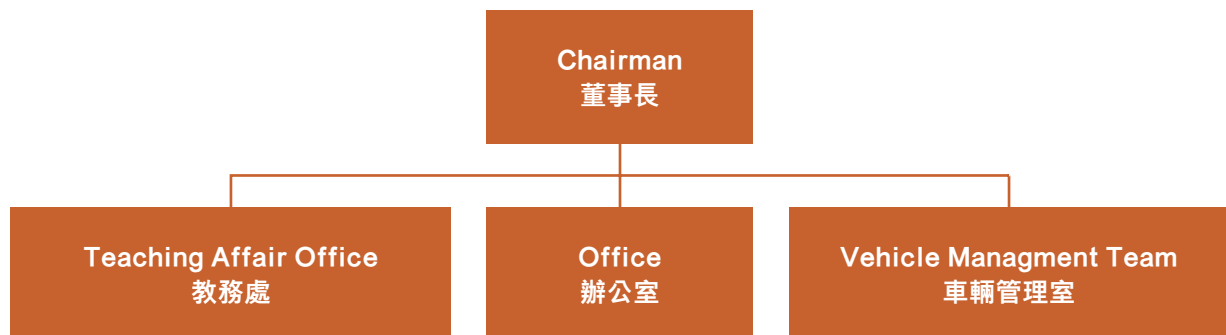 Chairman
董事長
Teaching Affair Office
教務處
Office
辦公室
Vehicle Managment Team
車輛管理室